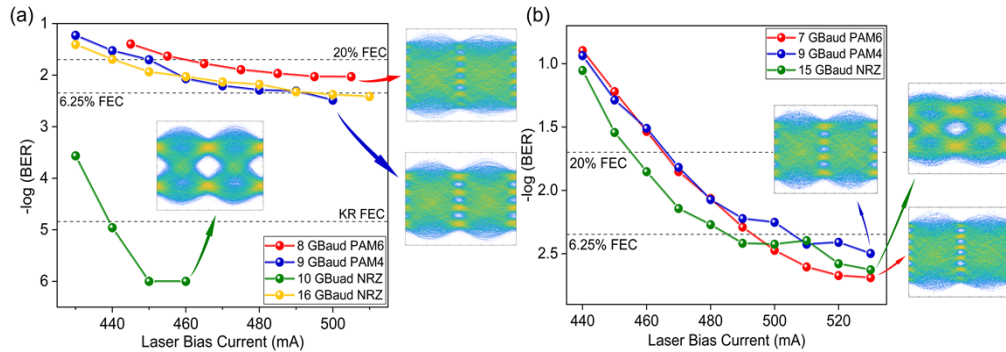 (a)
-log (BER)
1
2
3
4
5
6
20% FEC
6.25% FEC
KR FEC
8 GBaud PAM6
9 GBaud PAM4
10 GBuad NRZ
16 GBaud NRZ
440 460 480 500
Laser Bias Current (mA)
(b)
-log (BER)
1.0
1.5
2.0
2.5
7 GBaud PAM6
9 GBaud PAM4
15 GBaud NRZ
20% FEC
6.25% FEC
440 460 480 500 520
Laser Bias Current (mA)